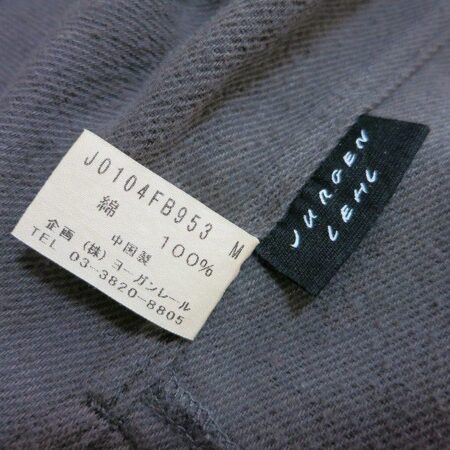 J0104FB953 M
綿 100%
中国製
企画 (株) ヨーガンレール
TEL 03-3820-8805
JURGEN
LEHL